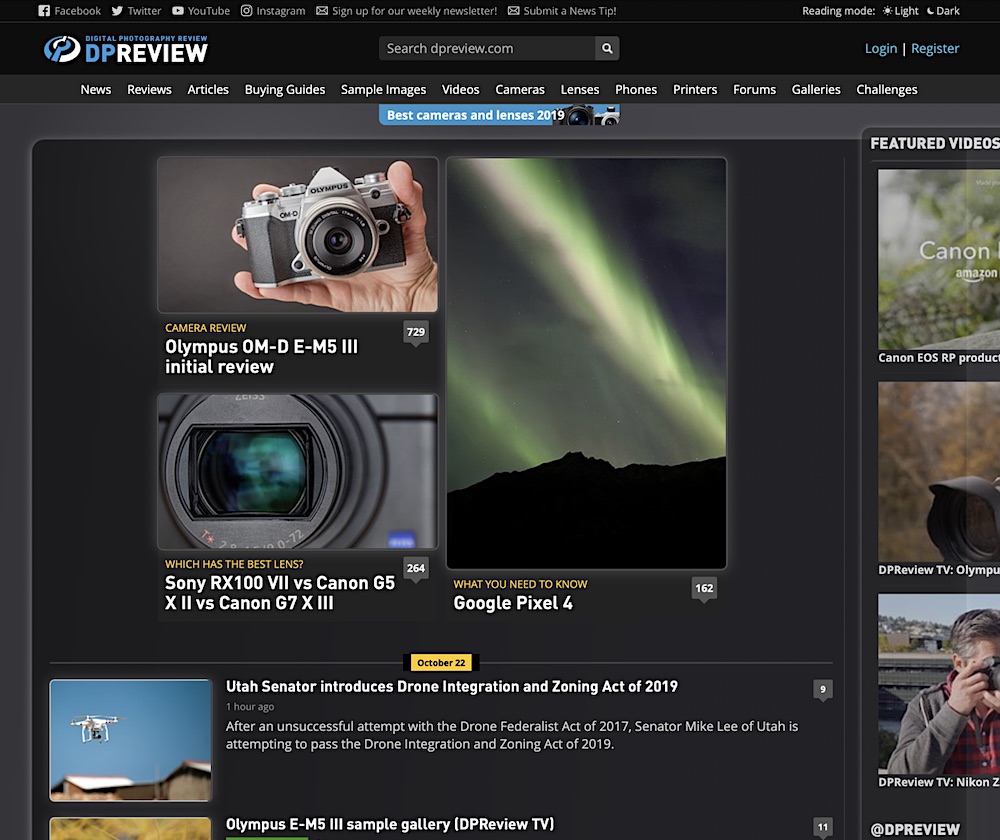 Facebook Twitter YouTube Instagram Sign up for our weekly newsletter! Submit a News Tip!
Reading mode: Light Dark
DIGITAL PHOTOGRAPHY REVIEW
DPREVIEW
Search dpreview.com
Login | Register
News Reviews Articles Buying Guides Sample Images Videos Cameras Lenses Phones Printers Forums Galleries Challenges
Best cameras and lenses 2019
OLYMPUS
OM-D
CAMERA REVIEW
729
Olympus OM-D E-M5 III
initial review
ZEISS
WHICH HAS THE BEST LENS?
264
Sony RX100 VII vs Canon G5
X II vs Canon G7 X III
WHAT YOU NEED TO KNOW
162
Google Pixel 4
October 22
Utah Senator introduces Drone Integration and Zoning Act of 2019
9
1 hour ago
After an unsuccessful attempt with the Drone Federalist Act of 2017, Senator Mike Lee of Utah is
attempting to pass the Drone Integration and Zoning Act of 2019.
Olympus E-M5 III sample gallery (DPReview TV)
11
FEATURED VIDEOS
Canon
amazon
Canon EOS RP product
DPReview TV: Olympu
DPReview TV: Nikon Z
@DPREVIEW